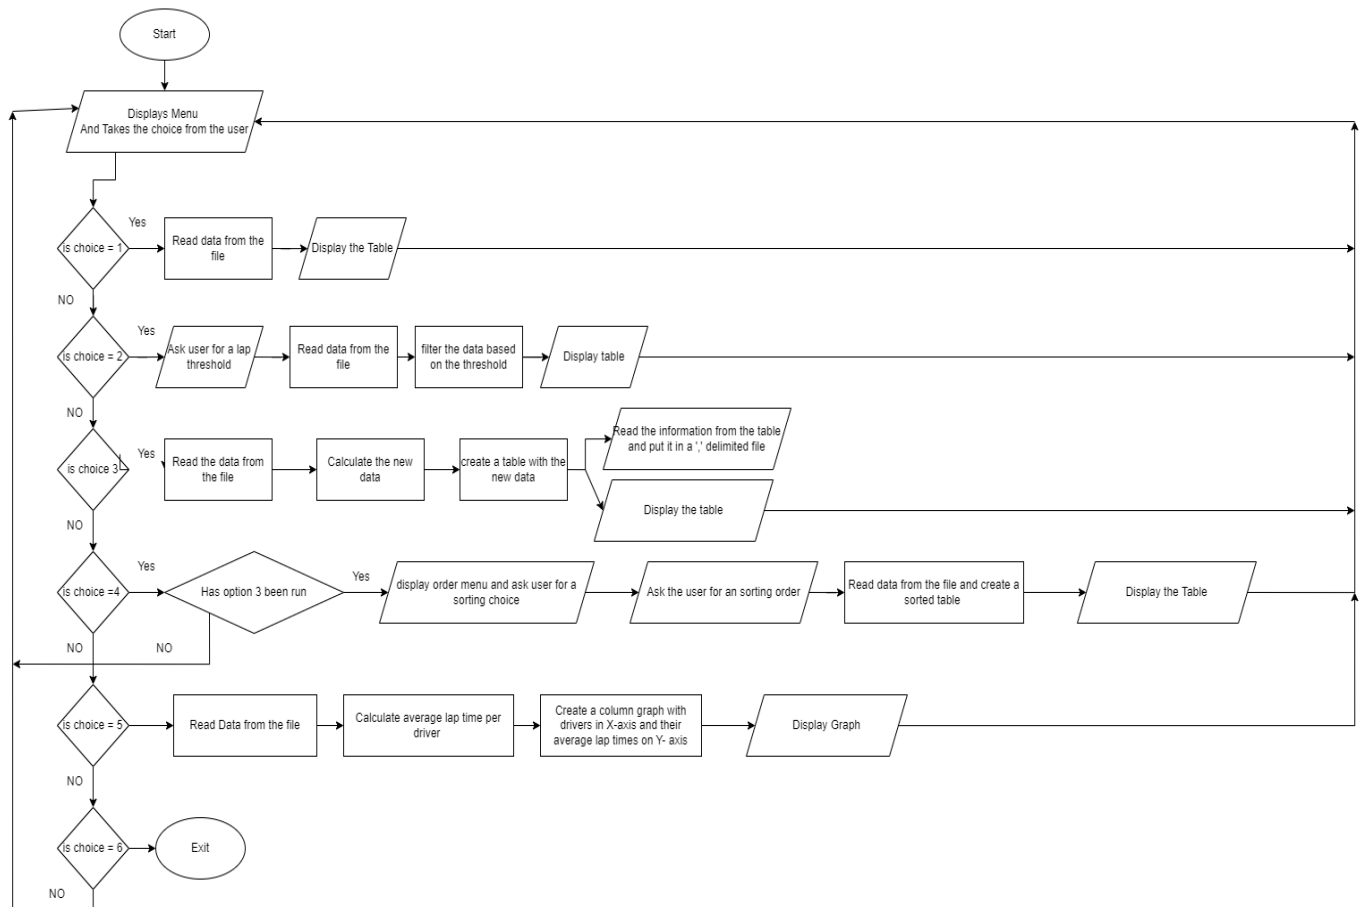 Start
Displays Menu
And Takes the choice from the user
Yes
is choice = 1
Read data from the
file
Display the Table
NO
Yes
is choice = 2
Ask user for a lap
threshold
Read data from the
file
filter the data based
on the threshold
Display table
NO
Yes
is choice 3
Read the data from
the file
Calculate the new
data
create a table with the
new data
Read the information from the table
and put it in a ',' delimited file
Display the table
NO
Yes
is choice =4
Has option 3 been run
Yes
display order menu and ask user for a
sorting choice
Ask the user for an sorting order
Read data from the file and create a
sorted table
Display the Table
NO
NO
is choice = 5
Read Data from the file
Calculate average lap time per
driver
Create a column graph with
drivers in X-axis and their
average lap times on Y- axis
Display Graph
NO
is choice = 6
Exit
NO